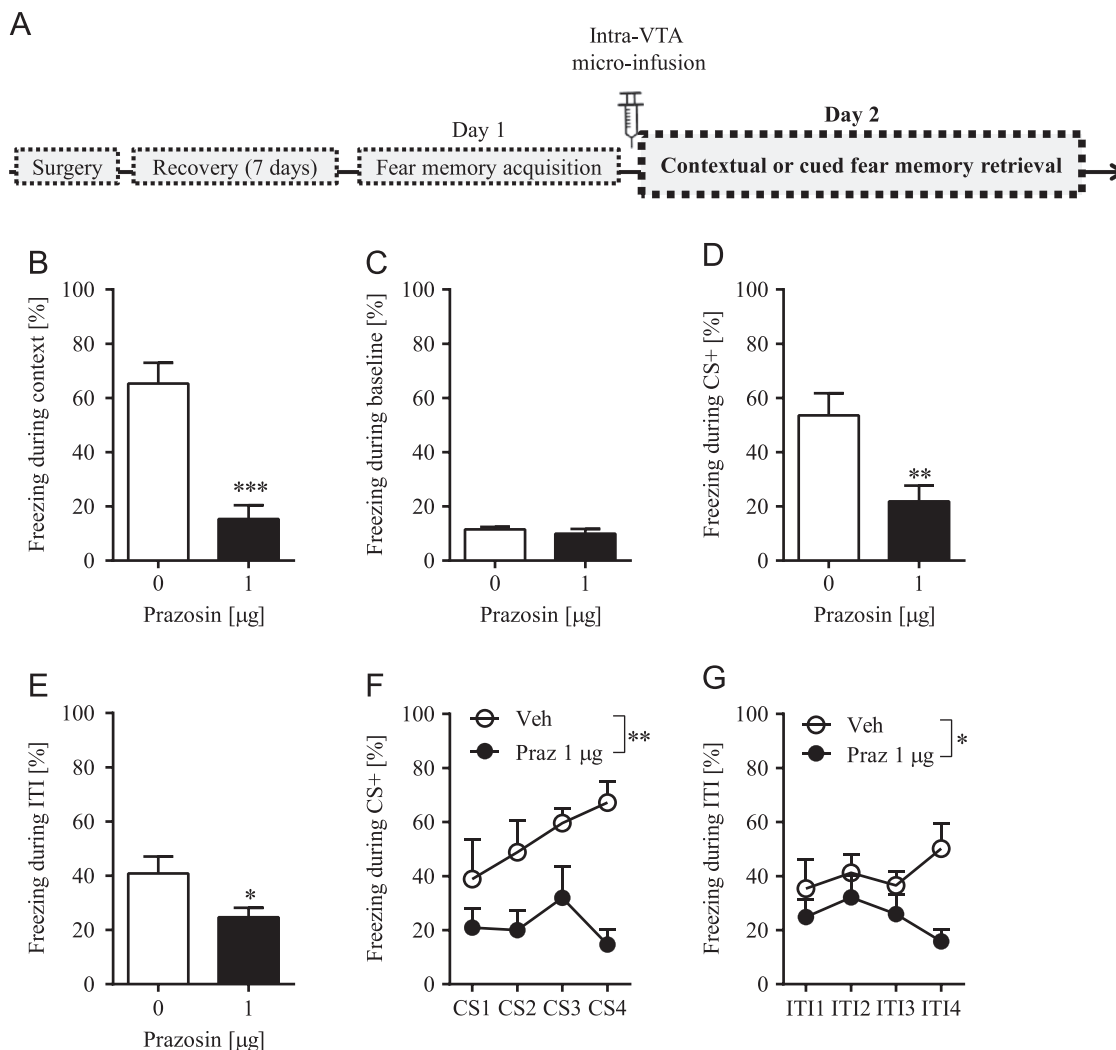 A
Intra-VTA
micro-infusion
Day 1
Day 2
Surgery
Recovery (7 days)
Fear memory acquisition
Contextual or cued fear memory retrieval
B
Freezing during context [%]
100
80
60
40
20
0
***
0 1
Prazosin [μg]
C
Freezing during baseline [%]
100
80
60
40
20
0
0 1
Prazosin [μg]
D
Freezing during CS+ [%]
100
80
60
40
20
0
**
0 1
Prazosin [μg]
E
Freezing during ITI [%]
100
80
60
40
20
0
*
0 1
Prazosin [μg]
F
Freezing during CS+ [%]
100
80
60
40
20
0
Veh
Praz 1 μg
**
CS1 CS2 CS3 CS4
G
Freezing during ITI [%]
100
80
60
40
20
0
Veh
Praz 1 μg
*
ITI1 ITI2 ITI3 ITI4